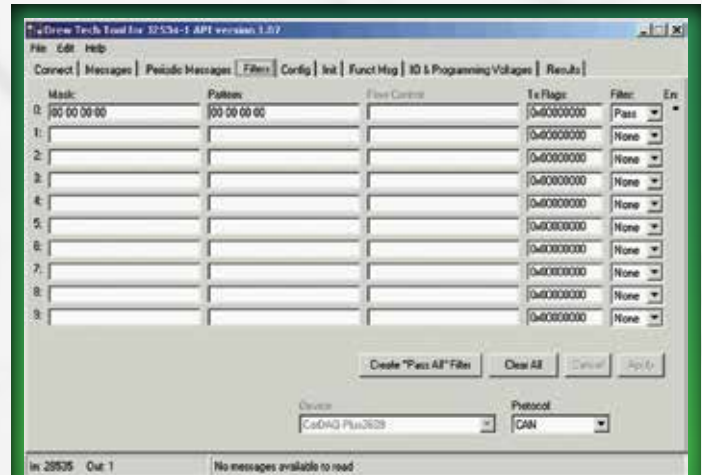 Drew Tech Tool for J2534-1 API version 1.07
File Edit Help
Connect Messages Periodic Messages Filters Config Init Funct Msg IO & Programming Voltages Results
Mask: Pattern: Flow Control Tx Flags: Filter: En
0: 00 00 00 00 00 00 00 00 0x00000000 Pass
1: 0x00000000 None
2: 0x00000000 None
3: 0x00000000 None
4: 0x00000000 None
5: 0x00000000 None
6: 0x00000000 None
7: 0x00000000 None
8: 0x00000000 None
9: 0x00000000 None
Create "Pass All" Filter Clear All Cancel Apply
Device Protocol
CAN
In: 28535 Out: 1 No messages available to read